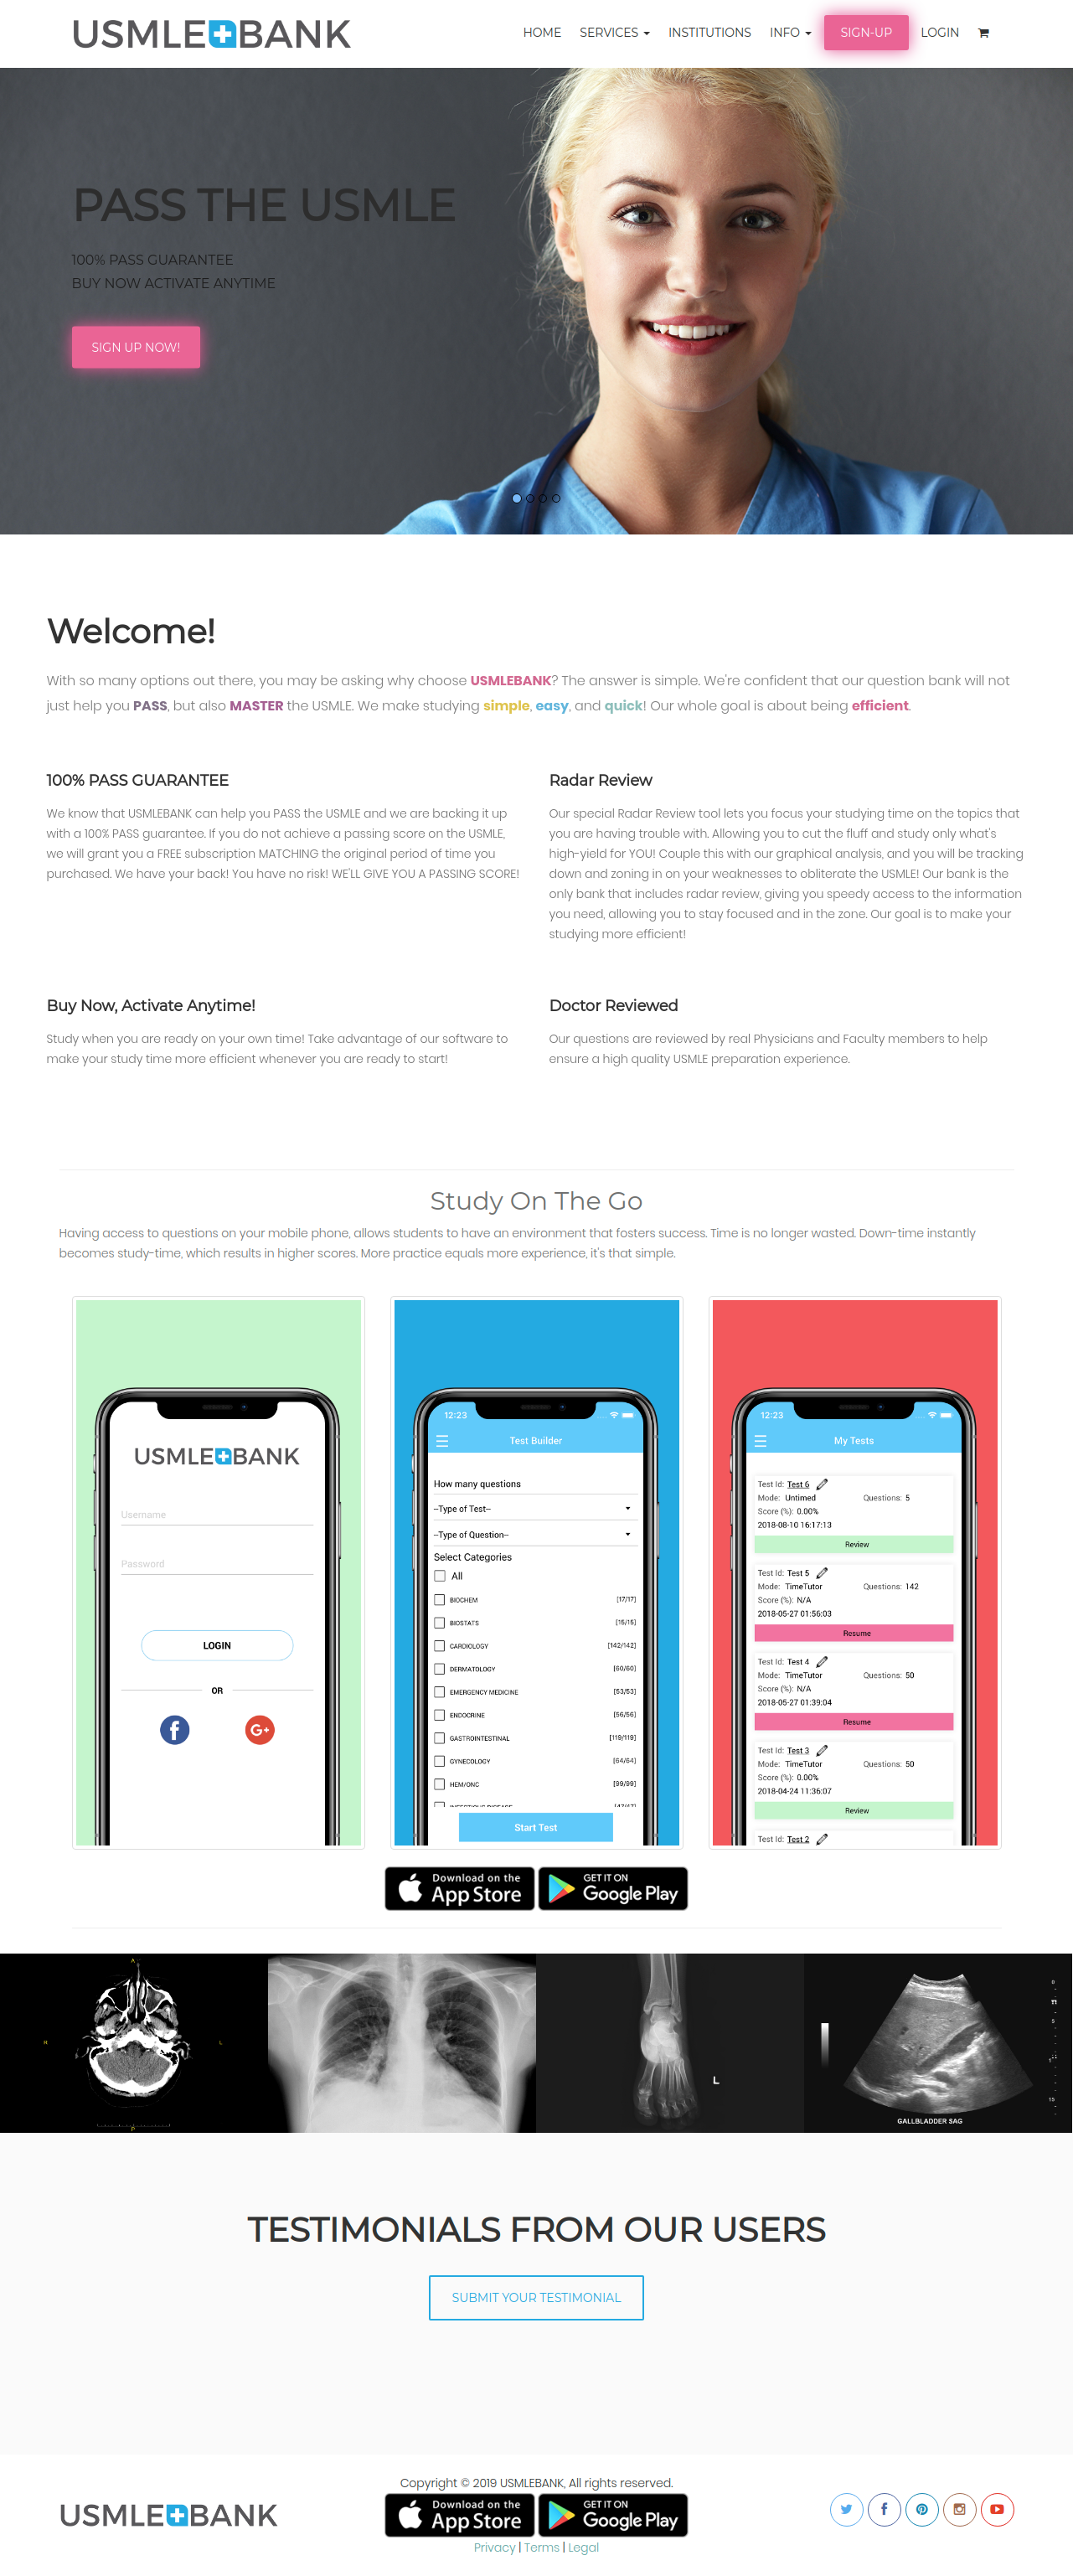 USMLE BANK
HOME SERVICES INSTITUTIONS INFO SIGN-UP LOGIN
PASS THE USMLE
100% PASS GUARANTEE
BUY NOW ACTIVATE ANYTIME
SIGN UP NOW!
Welcome!
With so many options out there, you may be asking why choose USMLEBANK? The answer is simple. We're confident that our question bank will not
just help you PASS, but also MASTER the USMLE. We make studying simple, easy, and quick! Our whole goal is about being efficient.
100% PASS GUARANTEE
We know that USMLEBANK can help you PASS the USMLE and we are backing it up
with a 100% PASS guarantee. If you do not achieve a passing score on the USMLE,
we will grant you a FREE subscription MATCHING the original period of time you
purchased. We have your back! You have no risk! WE'LL GIVE YOU A PASSING SCORE!
Radar Review
Our special Radar Review tool lets you focus your studying time on the topics that
you are having trouble with. Allowing you to cut the fluff and study only what's
high-yield for YOU! Couple this with our graphical analysis, and you will be tracking
down and zoning in on your weaknesses to obliterate the USMLE! Our bank is the
only bank that includes radar review, giving you speedy access to the information
you need, allowing you to stay focused and in the zone. Our goal is to make your
studying more efficient!
Buy Now, Activate Anytime!
Study when you are ready on your own time! Take advantage of our software to
make your study time more efficient whenever you are ready to start!
Doctor Reviewed
Our questions are reviewed by real Physicians and Faculty members to help
ensure a high quality USMLE preparation experience.
Study On The Go
Having access to questions on your mobile phone, allows students to have an environment that fosters success. Time is no longer wasted. Down-time instantly
becomes study-time, which results in higher scores. More practice equals more experience, it's that simple.
USMLE BANK
Username
Password
LOGIN
OR
12:23
Test Builder
How many questions
--Type of Test--
--Type of Question--
Select Categories
All
BIOCHEM [17/17]
BIOSTATS [15/15]
CARDIOLOGY [142/142]
DERMATOLOGY [60/60]
EMERGENCY MEDICINE [53/53]
ENDOCRINE [56/56]
GASTROINTESTINAL [119/119]
GYNECOLOGY [64/64]
HEM/ONC [99/99]
Start Test
12:23
My Tests
Test Id: Test 6
Mode: Untimed Questions: 5
Score (%): 0.00%
2018-08-10 16:17:13
Review
Test Id: Test 5
Mode: TimeTutor Questions: 142
Score (%): N/A
2018-05-27 01:56:03
Resume
Test Id: Test 4
Mode: TimeTutor Questions: 50
Score (%): N/A
2018-05-27 01:39:04
Resume
Test Id: Test 3
Mode: TimeTutor Questions: 50
Score (%): 0.00%
2018-04-24 11:36:07
Review
Test Id: Test 2
Download on the
App Store
GET IT ON
Google Play
L
GALLBLADDER SAG
TESTIMONIALS FROM OUR USERS
SUBMIT YOUR TESTIMONIAL
USMLE BANK
Copyright © 2019 USMLEBANK, All rights reserved.
Download on the
App Store
GET IT ON
Google Play
Privacy | Terms | Legal